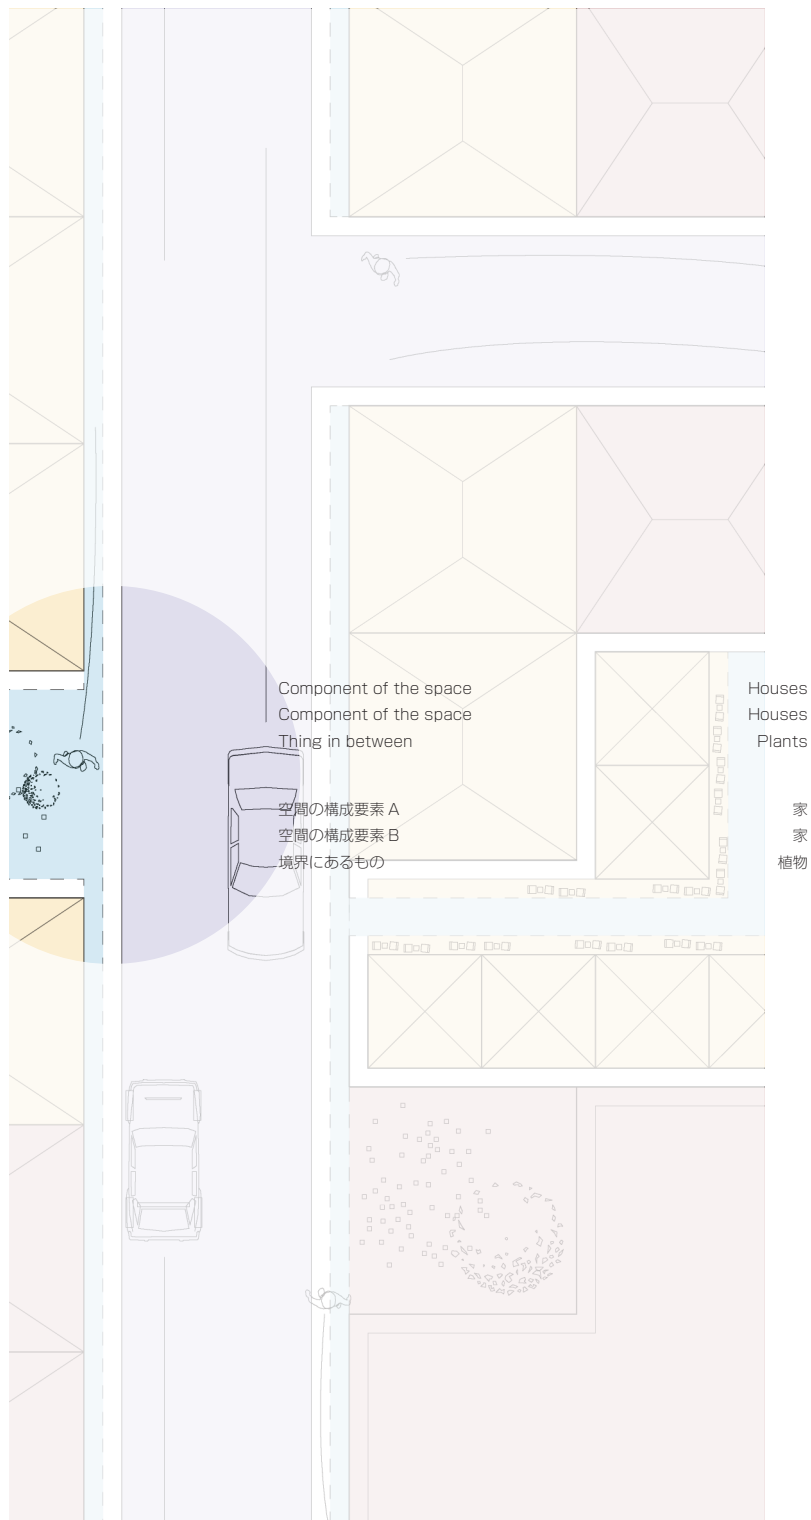 Component of the space Houses
Component of the space Houses
Thing in between Plants
空間の構成要素 A 家
空間の構成要素 B 家
境界にあるもの 植物